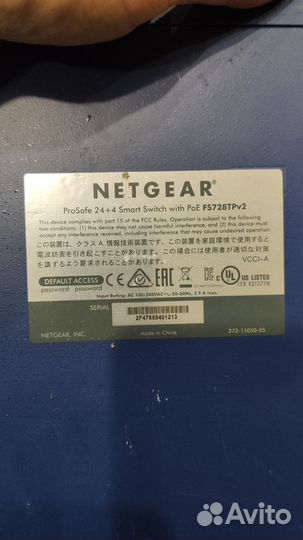 NETGEAR®
ProSafe 24+4 Smart Switch with PoE FS728TPv2
This device complies with part 15 of the FCC Rules. Operation is subject to the following
two conditions: (1) this device may not cause harmful interference, and (2) this device must
accept any interference received, including interference that may cause undesired operation.
この装置は、クラスＡ情報技術装置です。この装置を家庭環境で使用すると
電波妨害を引き起こすことがあります。この場合には使用者が適切な対策
を講ずるよう要求されることがあります。
VCCI-A
DEFAULT ACCESS
password: password
EAC
UL US LISTED
I.T.E. E212778
Input Rating: AC 100-240VAC～50-60Hz, 2.9 A max.
SERIAL
2F47655401213
NETGEAR, INC.
Made in China
272-11050-05
Avito